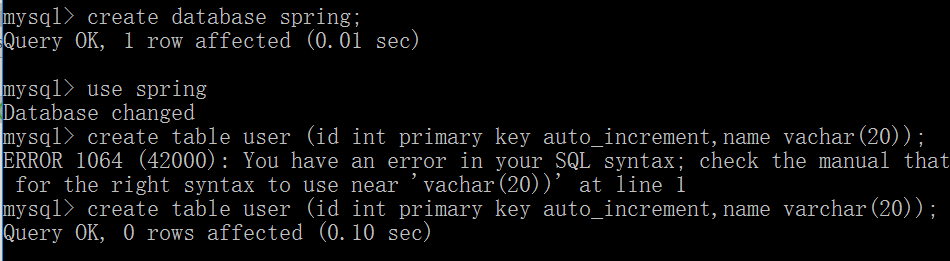 mysql> create database spring;
Query OK, 1 row affected (0.01 sec)
mysql> use spring
Database changed
mysql> create table user (id int primary key auto_increment,name vachar(20));
ERROR 1064 (42000): You have an error in your SQL syntax; check the manual that
for the right syntax to use near 'vachar(20))' at line 1
mysql> create table user (id int primary key auto_increment,name varchar(20));
Query OK, 0 rows affected (0.10 sec)